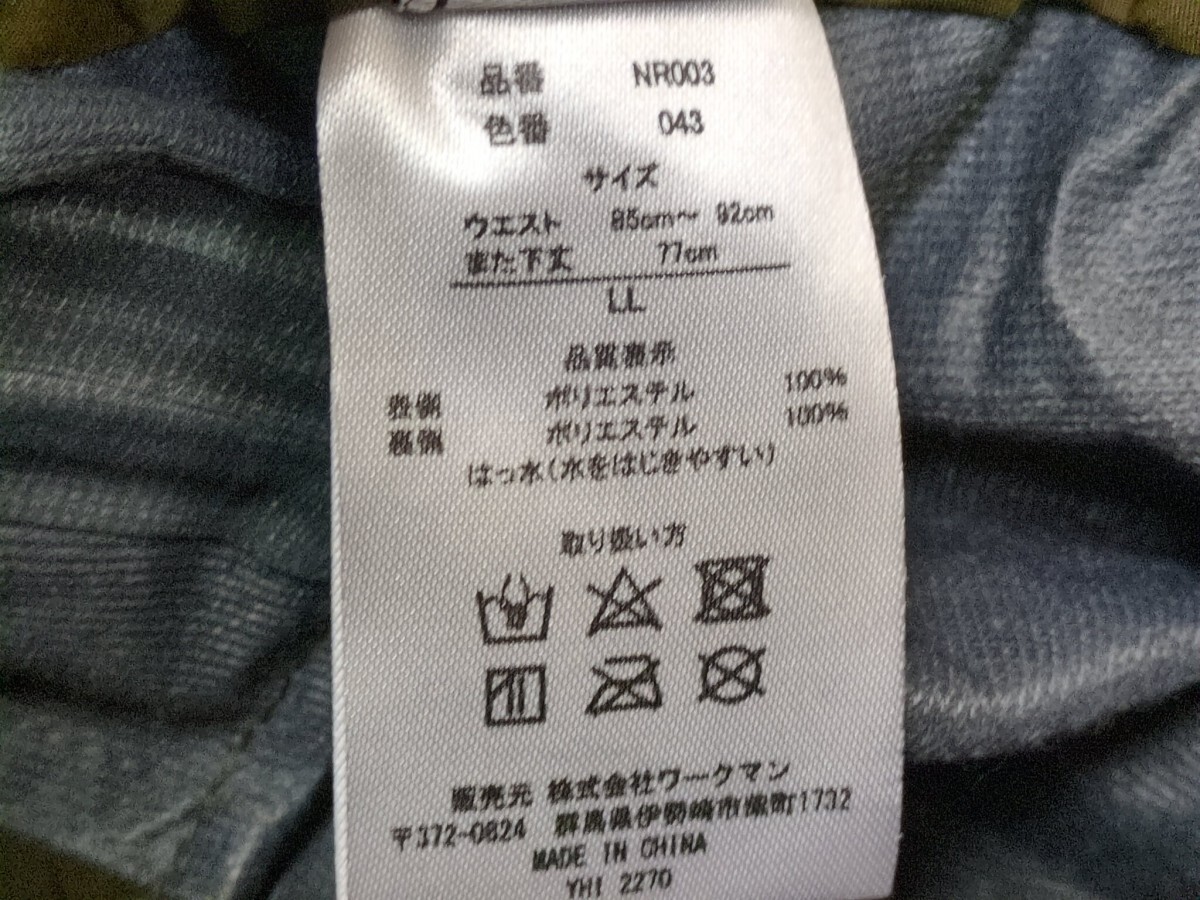 品番 NR003
色番 043
サイズ
ウエスト 85cm～ 92cm
また下丈 77cm
LL
品質表示
表側 ポリエステル 100%
裏側 ポリエステル 100%
はっ水(水をはじきやすい)
取り扱い方
販売元 株式会社ワークマン
〒372-0824 群馬県伊勢崎市柴町1732
MADE IN CHINA
YHI 2270